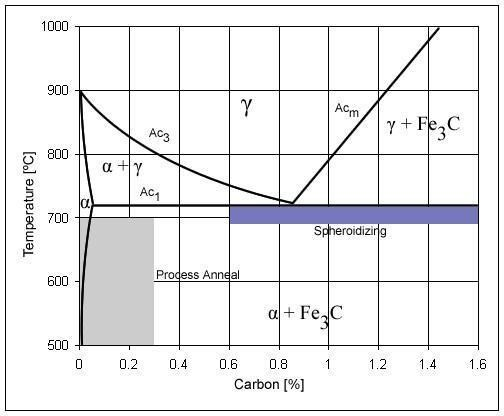 1000
900
800
700
600
500
Temperature [ºC]
0
0.2
0.4
0.6
0.8
1
1.2
1.4
1.6
Carbon [%]
γ
Ac3
Acm
γ + Fe3C
α + γ
α
Ac1
Spheroidizing
Process Anneal
α + Fe3C